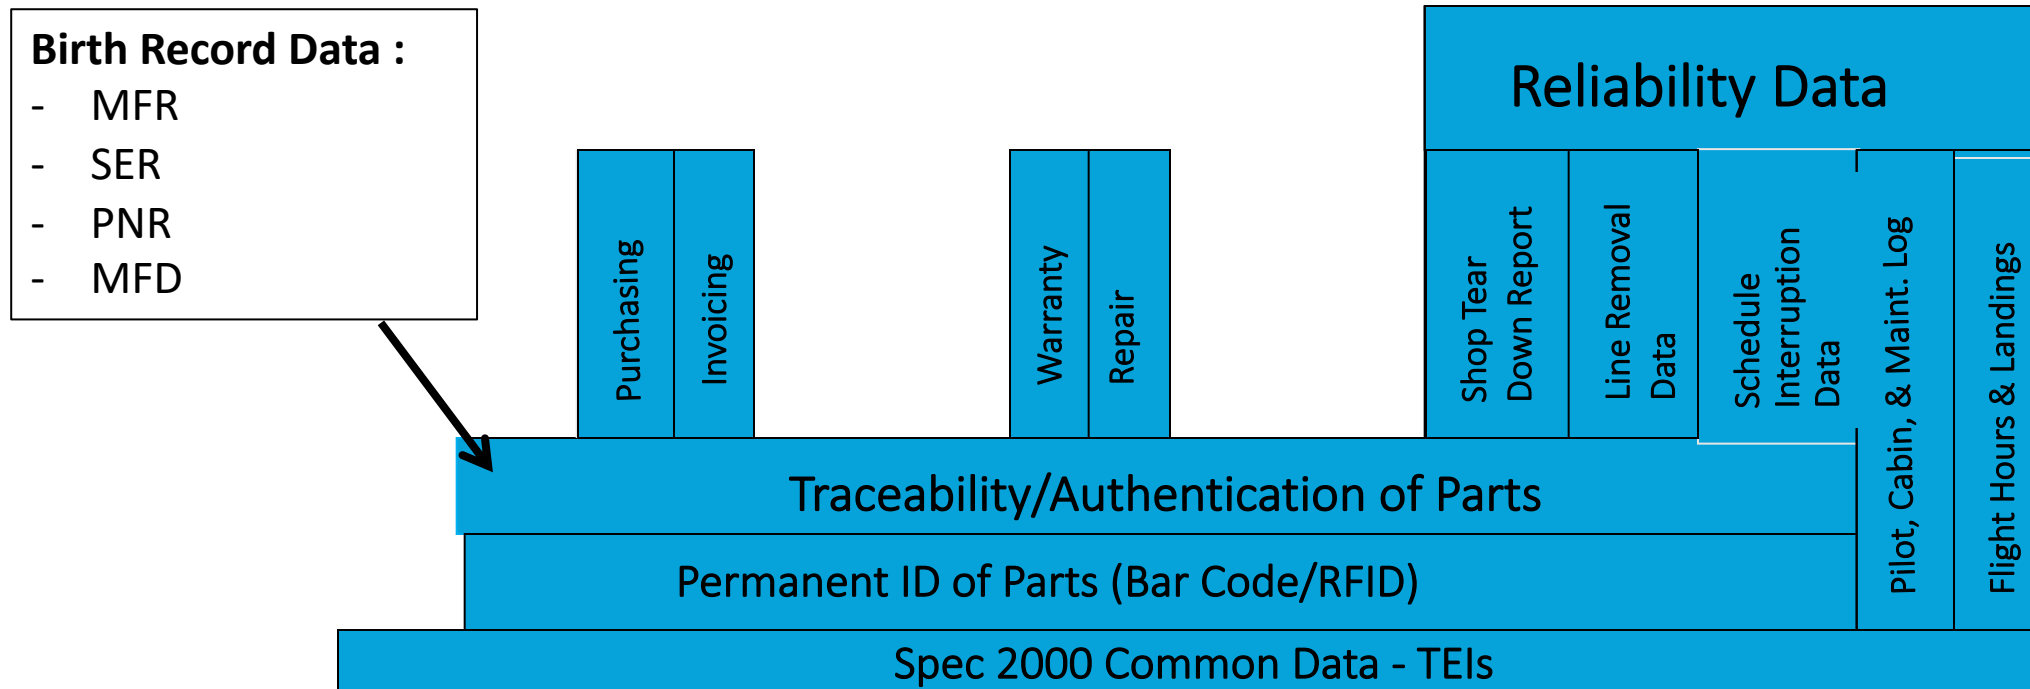 Birth Record Data :
- MFR
- SER
- PNR
- MFD
Reliability Data
Purchasing
Invoicing
Warranty
Repair
Shop Tear
Down Report
Line Removal
Data
Schedule
Interruption
Data
Pilot, Cabin, & Maint. Log
Flight Hours & Landings
Traceability/Authentication of Parts
Permanent ID of Parts (Bar Code/RFID)
Spec 2000 Common Data - TEIs